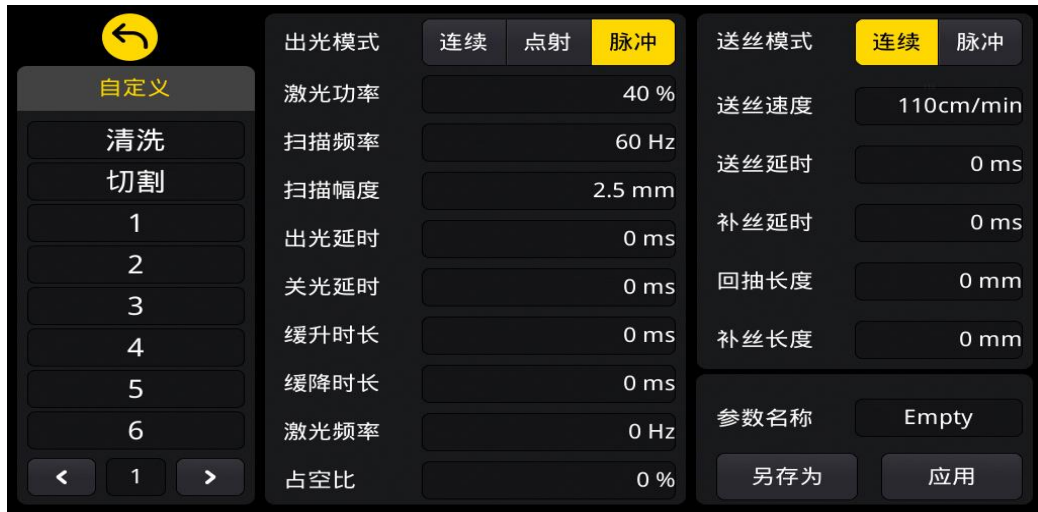 自定义
清洗
切割
1
2
3
4
5
6
1
出光模式 连续 点射 脉冲
激光功率 40 %
扫描频率 60 Hz
扫描幅度 2.5 mm
出光延时 0 ms
关光延时 0 ms
缓升时长 0 ms
缓降时长 0 ms
激光频率 0 Hz
占空比 0 %
送丝模式 连续 脉冲
送丝速度 110cm/min
送丝延时 0 ms
补丝延时 0 ms
回抽长度 0 mm
补丝长度 0 mm
参数名称 Empty
另存为 应用